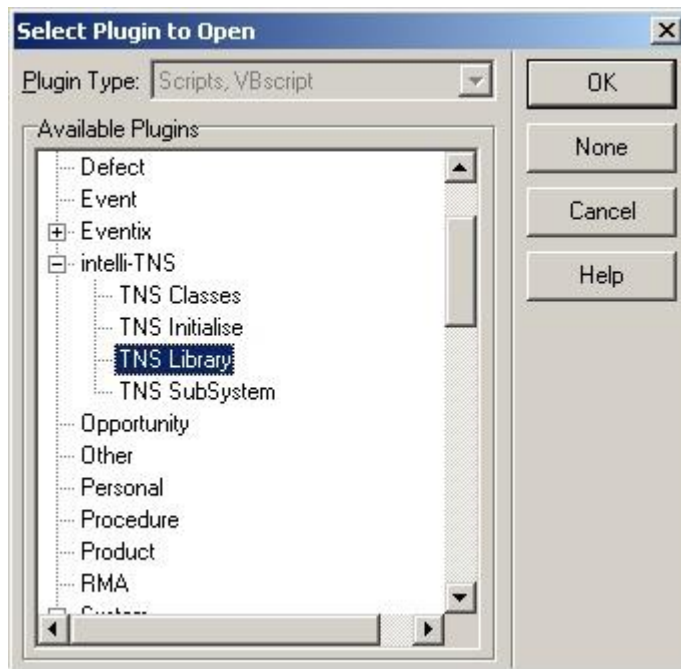 Select Plugin to Open
Plugin Type: Scripts, VBscript
OK
Available Plugins
None
Cancel
Help
Defect
Event
Eventix
intelli-TNS
TNS Classes
TNS Initialise
TNS Library
TNS SubSystem
Opportunity
Other
Personal
Procedure
Product
RMA
System